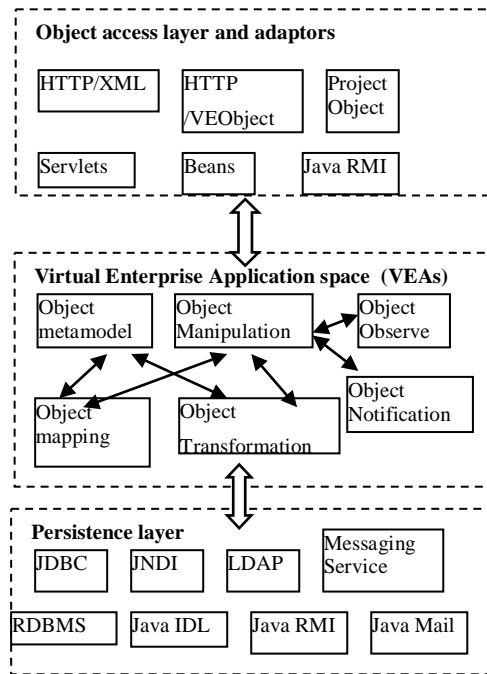 Object access layer and adaptors
HTTP/XML
HTTP
/VEObject
Project
Object
Servlets
Beans
Java RMI
Virtual Enterprise Application space (VEAs)
Object
metamodel
Object
Manipulation
Object
Observe
Object
mapping
Object
Transformation
Object
Notification
Persistence layer
JDBC
JNDI
LDAP
Messaging
Service
RDBMS
Java IDL
Java RMI
Java Mail